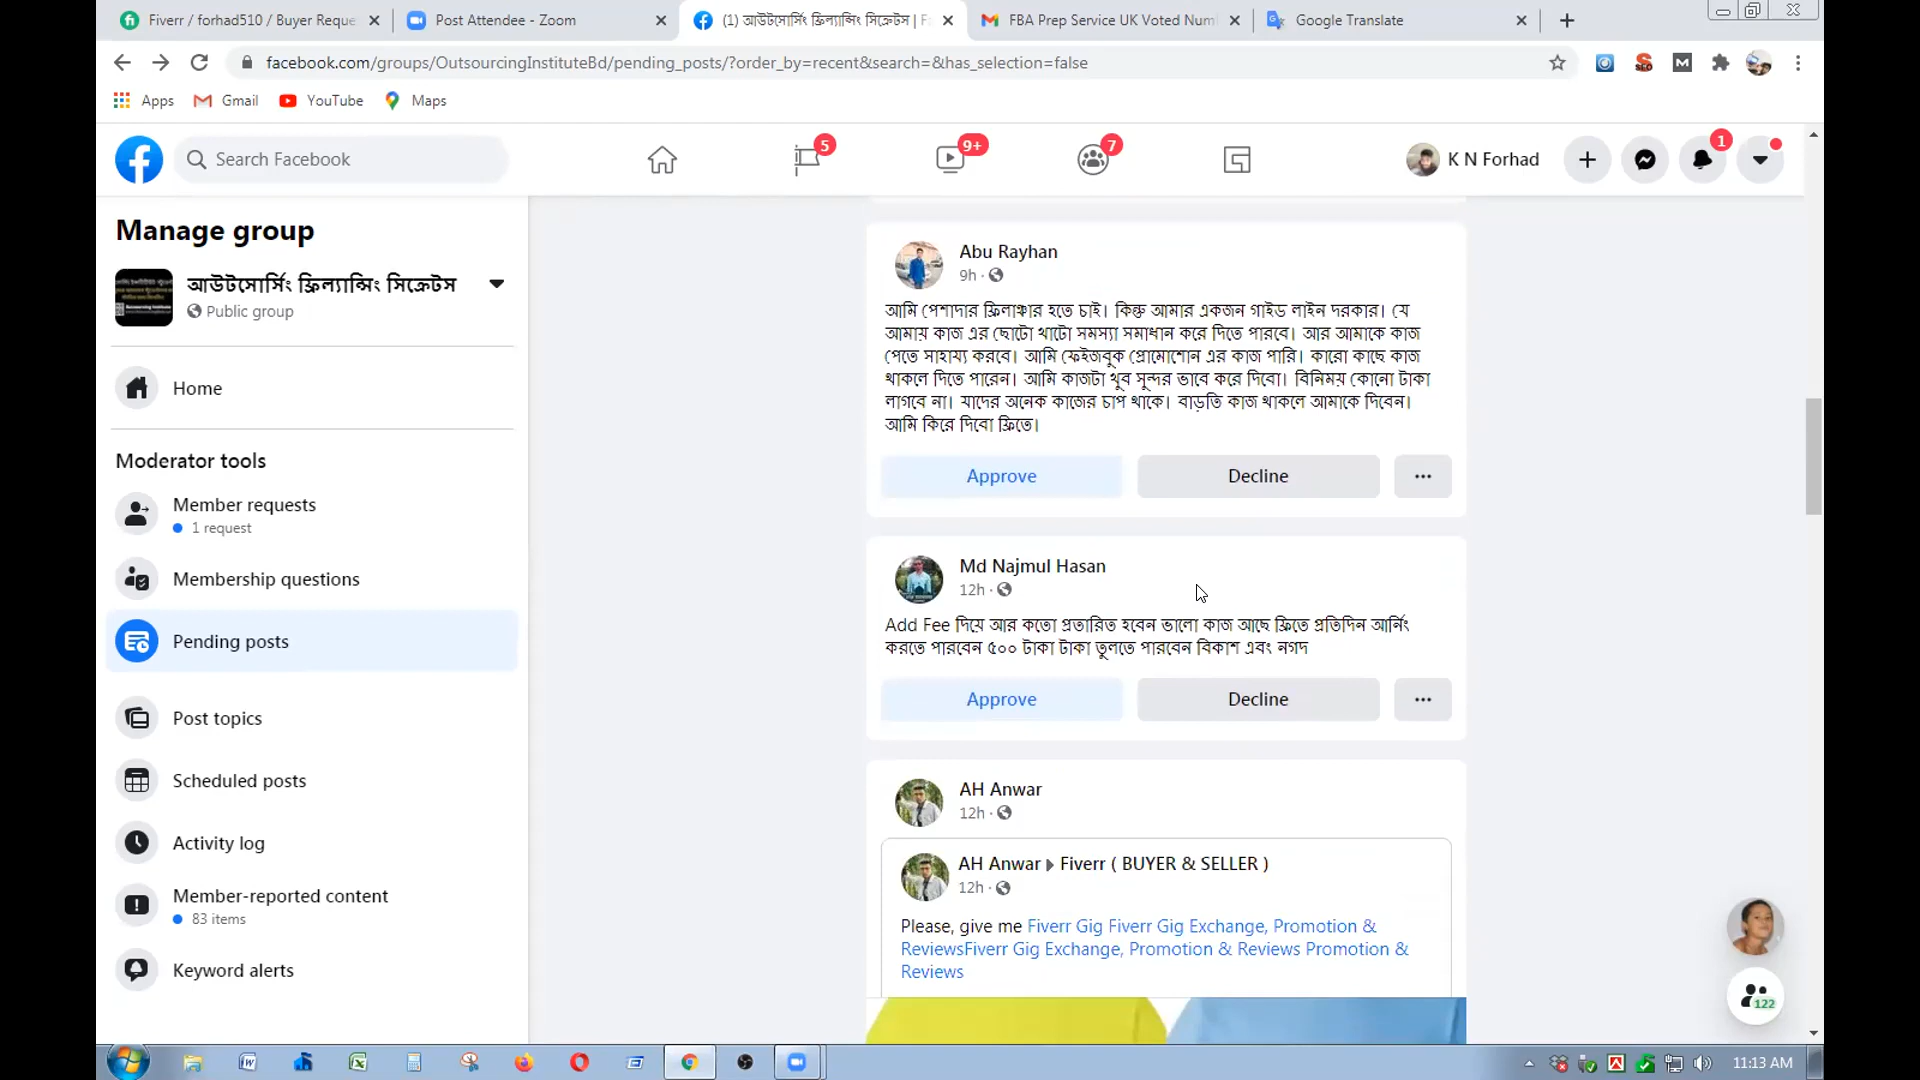 Fiverr / forhad510 / Buyer Reque
Post Attendee - Zoom
(1) আউটসোর্সিং ফ্রিল্যান্সিং সিক্রেটস | Fa
FBA Prep Service UK Voted Num
Google Translate
facebook.com/groups/OutsourcingInstituteBd/pending_posts/?order_by=recent&search=&has_selection=false
Apps
Gmail
YouTube
Maps
Search Facebook
5
9+
7
K N Forhad
1
Manage group
আউটসোর্সিং ফ্রিল্যান্সিং সিক্রেটস
Public group
Home
Moderator tools
Member requests
1 request
Membership questions
Pending posts
Post topics
Scheduled posts
Activity log
Member-reported content
83 items
Keyword alerts
Abu Rayhan
9h ·
আমি পেশাদার ফ্রিলাঞ্চার হতে চাই। কিন্তু আমার একজন গাইড লাইন দরকার। যে
আমায় কাজ এর ছোটো খাটো সমস্যা সমাধান করে দিতে পারবে। আর আমাকে কাজ
পেতে সাহায্য করবে। আমি ফেইজবুক প্রোমোশোন এর কাজ পারি। কারো কাছে কাজ
থাকলে দিতে পারেন। আমি কাজটা খুব সুন্দর ভাবে করে দিবো। বিনিময় কোনো টাকা
লাগবে না। যাদের অনেক কাজের চাপ থাকে। বাড়তি কাজ থাকলে আমাকে দিবেন।
আমি কিরে দিবো ফ্রিতে।
Approve
Decline
Md Najmul Hasan
12h ·
Add Fee দিয়ে আর কতো প্রতারিত হবেন ভালো কাজ আছে ফ্রিতে প্রতিদিন আর্নিং
করতে পারবেন ৫০০ টাকা টাকা তুলতে পারবেন বিকাশ এবং নগদ
Approve
Decline
AH Anwar
12h ·
AH Anwar ▸ Fiverr ( BUYER & SELLER )
12h ·
Please, give me Fiverr Gig Fiverr Gig Exchange, Promotion &
ReviewsFiverr Gig Exchange, Promotion & Reviews Promotion &
Reviews
122
11:13 AM